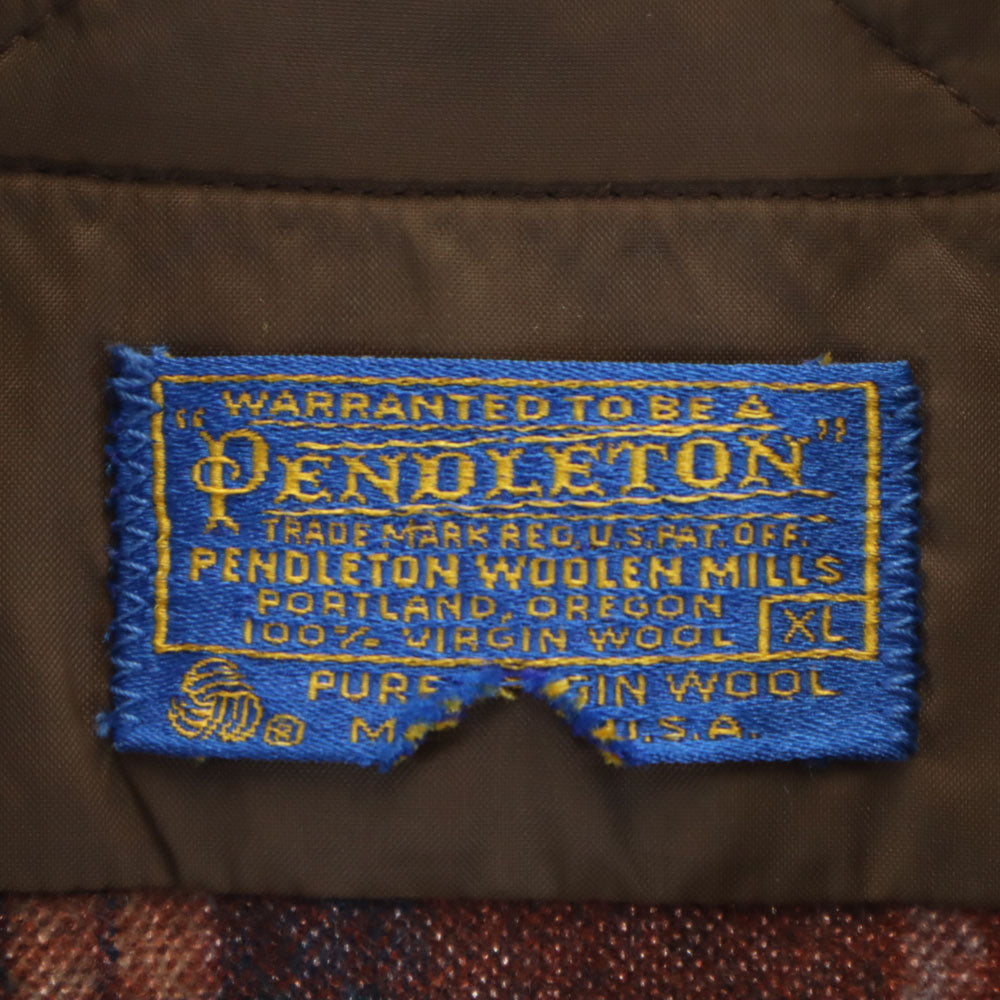 WARRANTED TO BE A
"PENDLETON"
TRADE MARK REG. U.S. PAT. OFF.
PENDLETON WOOLEN MILLS
PORTLAND, OREGON
100% VIRGIN WOOL XL
PURE GIN WOOL
M U.S.A.
®